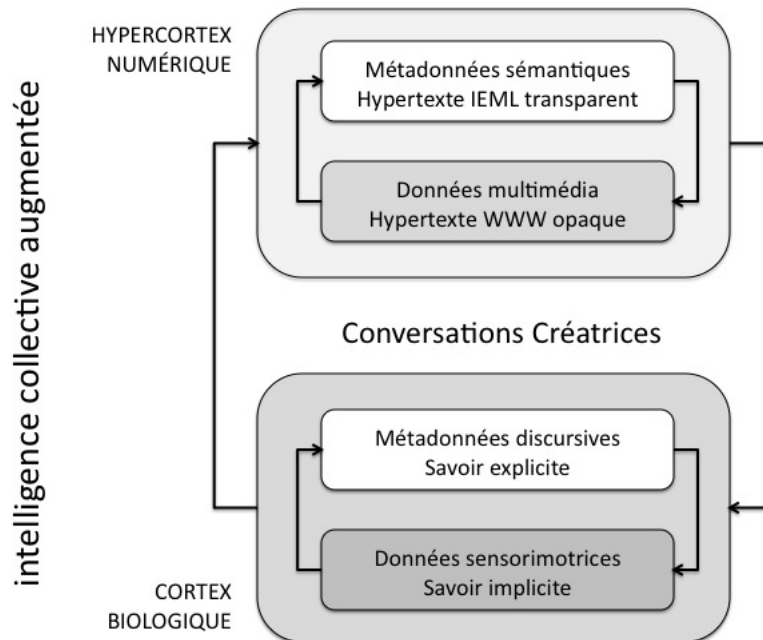 HYPERCORTEX
NUMÉRIQUE
Métadonnées sémantiques
Hypertexte IEML transparent
Données multimédia
Hypertexte WWW opaque
intelligence collective augmentée
Conversations Créatrices
Métadonnées discursives
Savoir explicite
Données sensorimotrices
Savoir implicite
CORTEX
BIOLOGIQUE